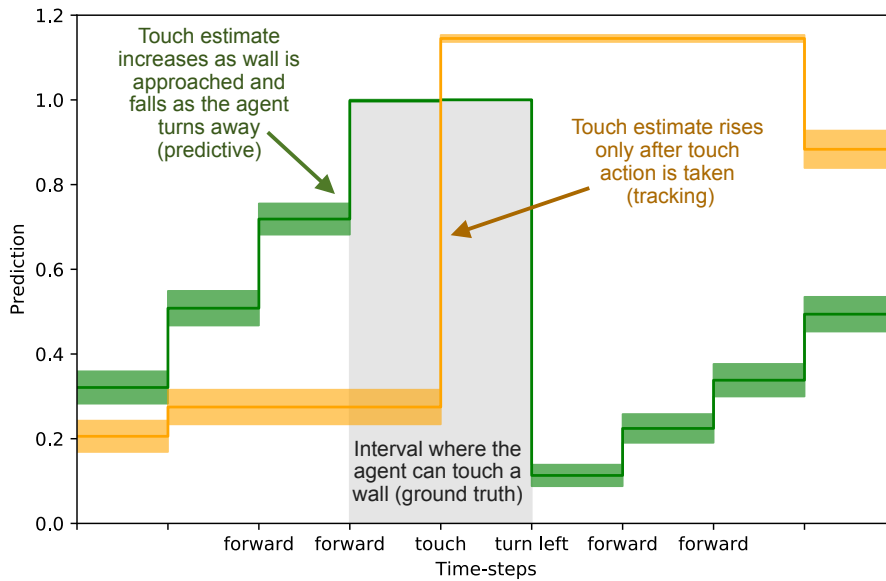 1.2
1.0
0.8
0.6
0.4
0.2
0.0
Prediction
Touch estimate
increases as wall is
approached and
falls as the agent
turns away
(predictive)
Touch estimate rises
only after touch
action is taken
(tracking)
Interval where the
agent can touch a
wall (ground truth)
forward forward touch turn left forward forward
Time-steps